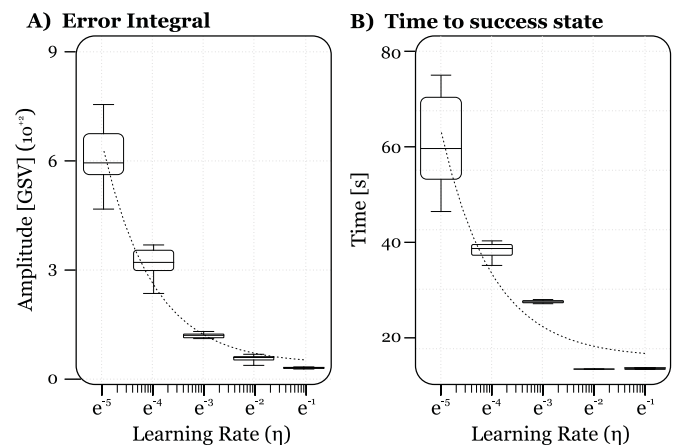 A) Error Integral
9
6
3
0
Amplitude [GSV] (10⁺²)
e⁻⁵ e⁻⁴ e⁻³ e⁻² e⁻¹
Learning Rate (η)
B) Time to success state
80
60
40
20
Time [s]
e⁻⁵ e⁻⁴ e⁻³ e⁻² e⁻¹
Learning Rate (η)